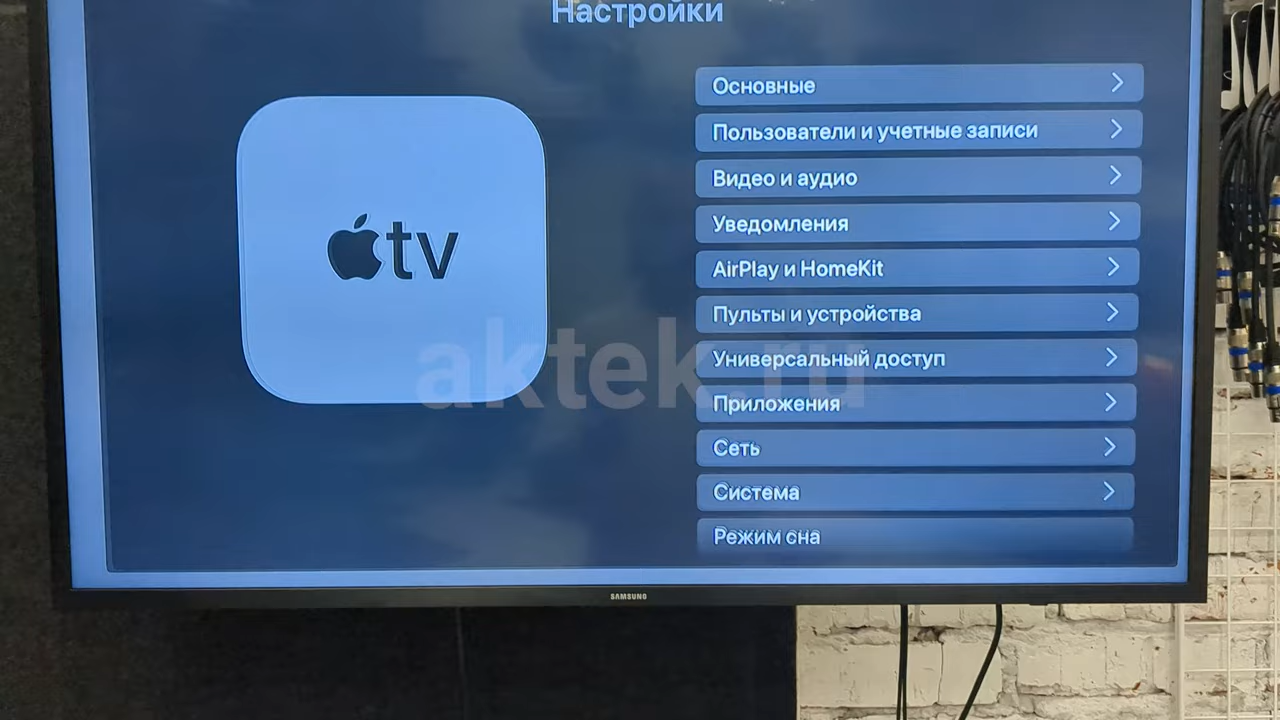 Настройки
tv
Основные
Пользователи и учетные записи
Видео и аудио
Уведомления
AirPlay и HomeKit
Пульты и устройства
Универсальный доступ
Приложения
Сеть
Система
Режим сна
aktek.ru
SAMSUNG